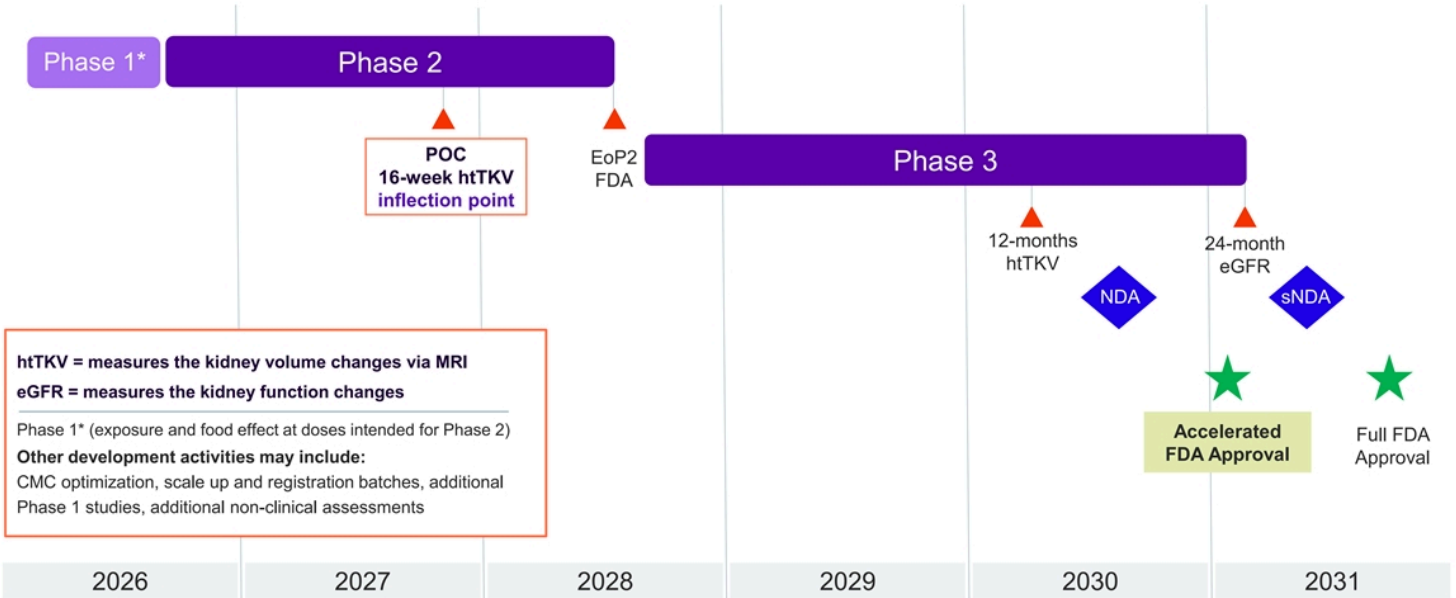 Phase 1*
Phase 2
POC
16-week htTKV
inflection point
EoP2
FDA
Phase 3
12-months
htTKV
24-month
eGFR
NDA
sNDA
Accelerated
FDA Approval
Full FDA
Approval
htTKV = measures the kidney volume changes via MRI
eGFR = measures the kidney function changes
Phase 1* (exposure and food effect at doses intended for Phase 2)
Other development activities may include:
CMC optimization, scale up and registration batches, additional
Phase 1 studies, additional non-clinical assessments
2026
2027
2028
2029
2030
2031